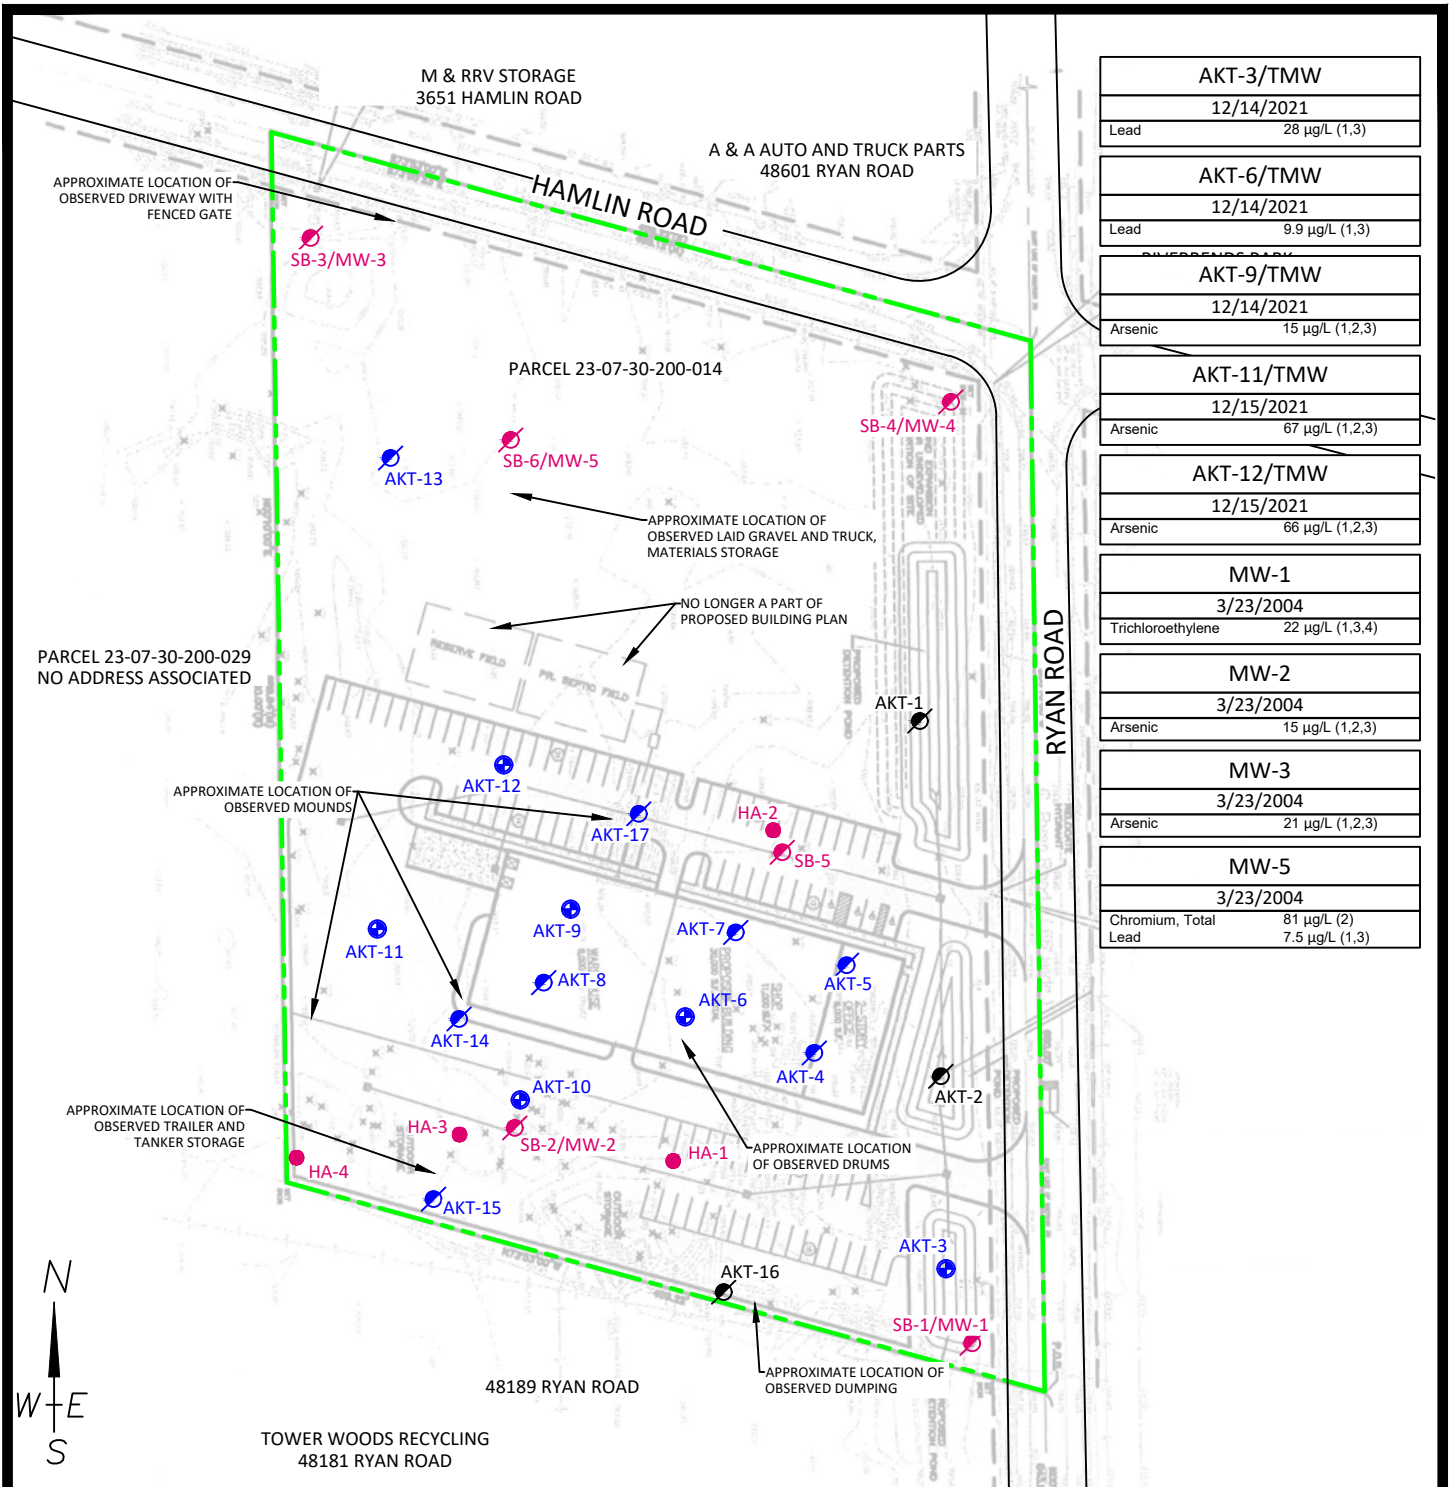 M & RRV STORAGE
3651 HAMLIN ROAD
A & A AUTO AND TRUCK PARTS
48601 RYAN ROAD
HAMLIN ROAD
APPROXIMATE LOCATION OF
OBSERVED DRIVEWAY WITH
FENCED GATE
SB-3/MW-3
PARCEL 23-07-30-200-014
SB-4/MW-4
SB-6/MW-5
AKT-13
APPROXIMATE LOCATION OF
OBSERVED LAID GRAVEL AND TRUCK,
MATERIALS STORAGE
NO LONGER A PART OF
PROPOSED BUILDING PLAN
RESERVE FIELD
SEPTIC FIELD
PARCEL 23-07-30-200-029
NO ADDRESS ASSOCIATED
RYAN ROAD
PROPOSED
DETENTION POND
AKT-1
AKT-12
APPROXIMATE LOCATION OF
OBSERVED MOUNDS
AKT-17
HA-2
SB-5
AKT-11
AKT-9
AKT-7
AKT-8
AKT-5
AKT-6
AKT-14
AKT-4
AKT-10
AKT-2
APPROXIMATE LOCATION OF
OBSERVED TRAILER AND
TANKER STORAGE
HA-3
SB-2/MW-2
HA-1
APPROXIMATE LOCATION
OF OBSERVED DRUMS
HA-4
AKT-15
AKT-3
AKT-16
SB-1/MW-1
APPROXIMATE LOCATION OF
OBSERVED DUMPING
48189 RYAN ROAD
TOWER WOODS RECYCLING
48181 RYAN ROAD
N
W E
S
AKT-3/TMW
12/14/2021
Lead 28 µg/L (1,3)
AKT-6/TMW
12/14/2021
Lead 9.9 µg/L (1,3)
AKT-9/TMW
12/14/2021
Arsenic 15 µg/L (1,2,3)
AKT-11/TMW
12/15/2021
Arsenic 67 µg/L (1,2,3)
AKT-12/TMW
12/15/2021
Arsenic 66 µg/L (1,2,3)
MW-1
3/23/2004
Trichloroethylene 22 µg/L (1,3,4)
MW-2
3/23/2004
Arsenic 15 µg/L (1,2,3)
MW-3
3/23/2004
Arsenic 21 µg/L (1,2,3)
MW-5
3/23/2004
Chromium, Total 81 µg/L (2)
Lead 7.5 µg/L (1,3)